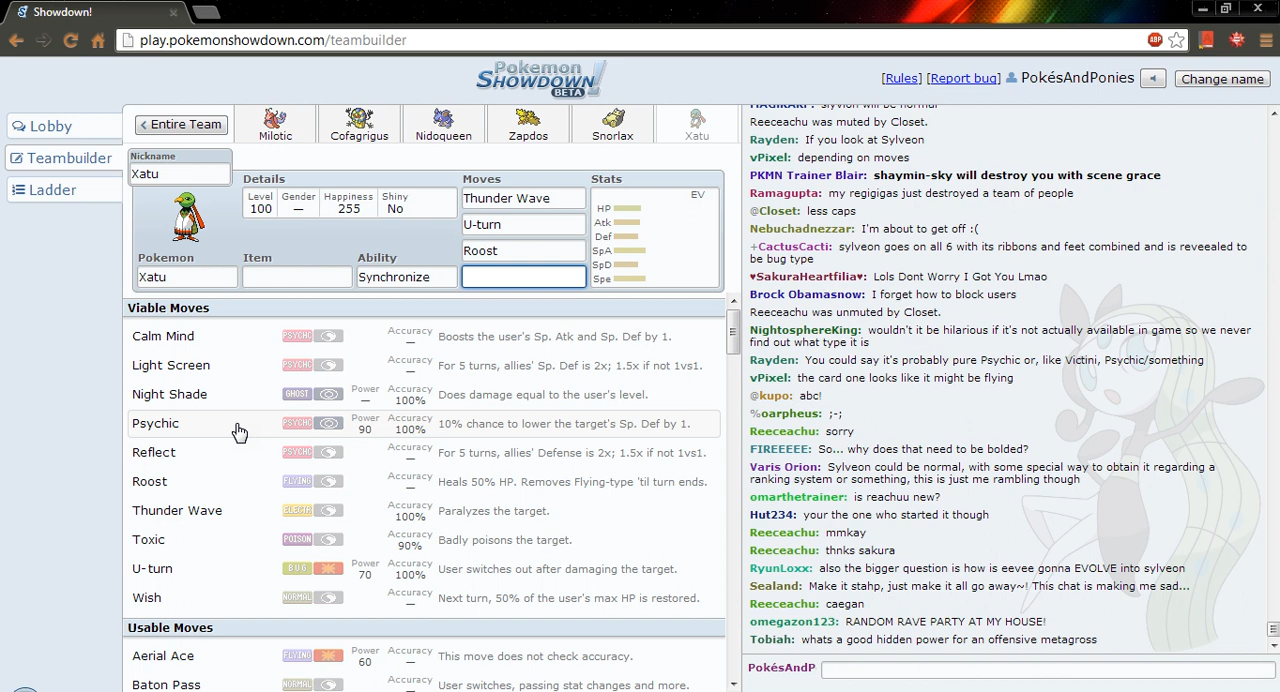 Showdown!
play.pokemonshowdown.com/teambuilder
ABP
Pokemon
SHOWDOWN!
BETA
[Rules] [Report bug] PokésAndPonies Change name
Lobby
Teambuilder
Ladder
Entire Team
Milotic Cofagrigus Nidoqueen Zapdos Snorlax Xatu
Nickname
Xatu
Details
Level Gender Happiness Shiny
100 — 255 No
Pokemon Item Ability
Xatu Synchronize
Moves
Thunder Wave
U-turn
Roost
Stats
EV
HP
Atk
Def
SpA
SpD
Spe
Viable Moves
Calm Mind PSYCHC Accuracy — Boosts the user's Sp. Atk and Sp. Def by 1.
Light Screen PSYCHC Accuracy — For 5 turns, allies' Sp. Def is 2x; 1.5x if not 1vs1.
Night Shade GHOST Power — Accuracy 100% Does damage equal to the user's level.
Psychic PSYCHC Power 90 Accuracy 100% 10% chance to lower the target's Sp. Def by 1.
Reflect PSYCHC Accuracy — For 5 turns, allies' Defense is 2x; 1.5x if not 1vs1.
Roost FLYING Accuracy — Heals 50% HP. Removes Flying-type 'til turn ends.
Thunder Wave ELECTR Accuracy 100% Paralyzes the target.
Toxic POISON Accuracy 90% Badly poisons the target.
U-turn BUG Power 70 Accuracy 100% User switches out after damaging the target.
Wish NORMAL Accuracy — Next turn, 50% of the user's max HP is restored.
Usable Moves
Aerial Ace FLYING Power 60 Accuracy — This move does not check accuracy.
Baton Pass NORMAL Accuracy User switches, passing stat changes and more.
Reeceachu was muted by Closet.
Rayden: If you look at Sylveon
vPixel: depending on moves
PKMN Trainer Blair: shaymin-sky will destroy you with scene grace
Ramagupta: my regigigas just destroyed a team of people
@Closet: less caps
Nebuchadnezzar: I'm about to get off :(
+CactusCacti: sylveon goes on all 6 with its ribbons and feet combined and is revealed to
be bug type
♥SakuraHeartfilia: Lols Dont Worry I Got You Lmao
Brock Obamasnow: I forget how to block users
Reeceachu was unmuted by Closet.
NightosphereKing: wouldn't it be hilarious if it's not actually available in game so we never
find out what type it is
Rayden: You could say it's probably pure Psychic or, like Victini, Psychic/something
vPixel: the card one looks like it might be flying
@kupo: abc!
%oarpheus: ;-;
Reeceachu: sorry
FIREEEEE: So... why does that need to be bolded?
Varis Orion: Sylveon could be normal, with some special way to obtain it regarding a
ranking system or something, this is just me rambling though
omarthetrainer: is reachuu new?
Hut234: your the one who started it though
Reeceachu: mmkay
Reeceachu: thnks sakura
RyunLoxx: also the bigger question is how is eevee gonna EVOLVE into sylveon
Sealand: Make it stahp, just make it all go away~! This chat is making me sad...
Reeceachu: caegan
omegazon123: RANDOM RAVE PARTY AT MY HOUSE!
Tobiah: whats a good hidden power for an offensive metagross
PokésAndP